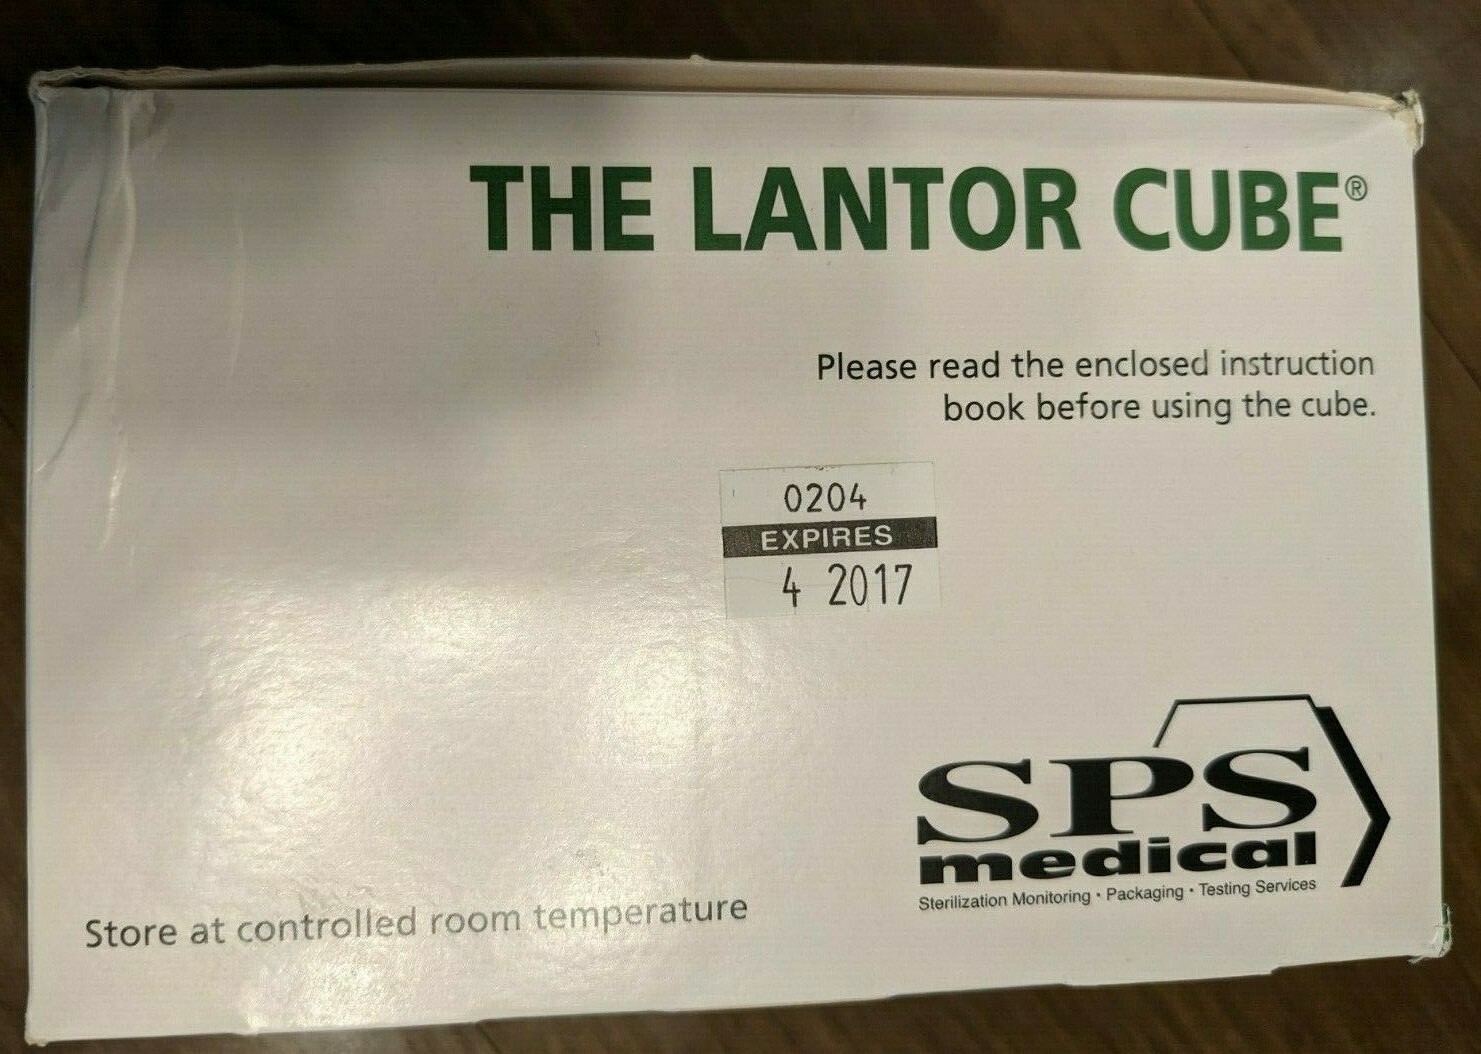 THE LANTOR CUBE®
Please read the enclosed instruction
book before using the cube.
0204
EXPIRES
4 2017
SPS
medical
Sterilization Monitoring • Packaging • Testing Services
Store at controlled room temperature